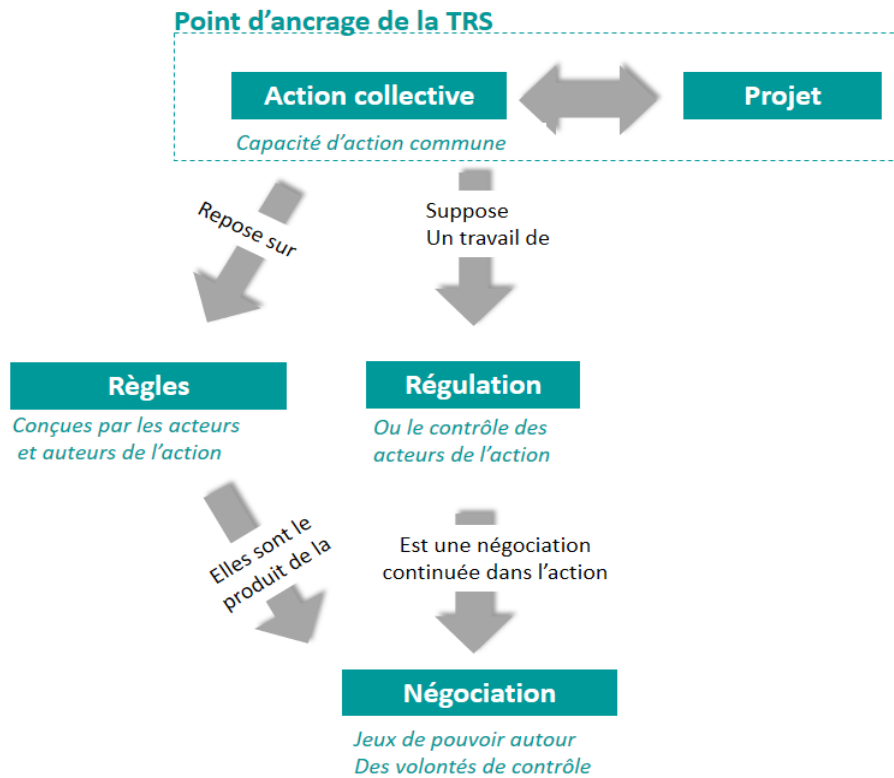 Point d’ancrage de la TRS
Action collective
Projet
Capacité d’action commune
Repose sur
Suppose
Un travail de
Règles
Régulation
Conçues par les acteurs
et auteurs de l’action
Ou le contrôle des
acteurs de l’action
Elles sont le
produit de la
Est une négociation
continuée dans l’action
Négociation
Jeux de pouvoir autour
Des volontés de contrôle